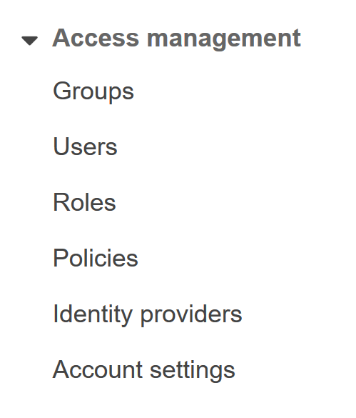 Access management
Groups
Users
Roles
Policies
Identity providers
Account settings